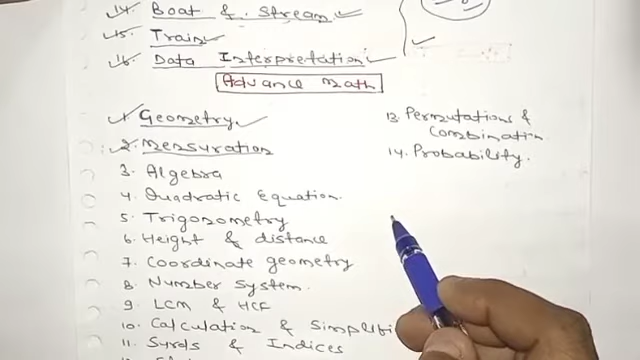 14. Boat & Stream
15. Train
16. Data Interpretation
Advance Math
1. Geometry
2. Mensuration
3. Algebra
4. Quadratic Equation.
5. Trigonometry
6. Height & distance
7. Coordinate geometry
8. Number System.
9. LCM & HCF
10. Calculation &
11. Surds & Indices
13. Permutations &
Combination.
14. Probability.